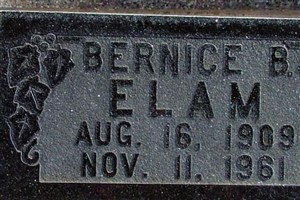 BERNICE B.
ELAM
AUG. 16, 1909
NOV. 11, 1961